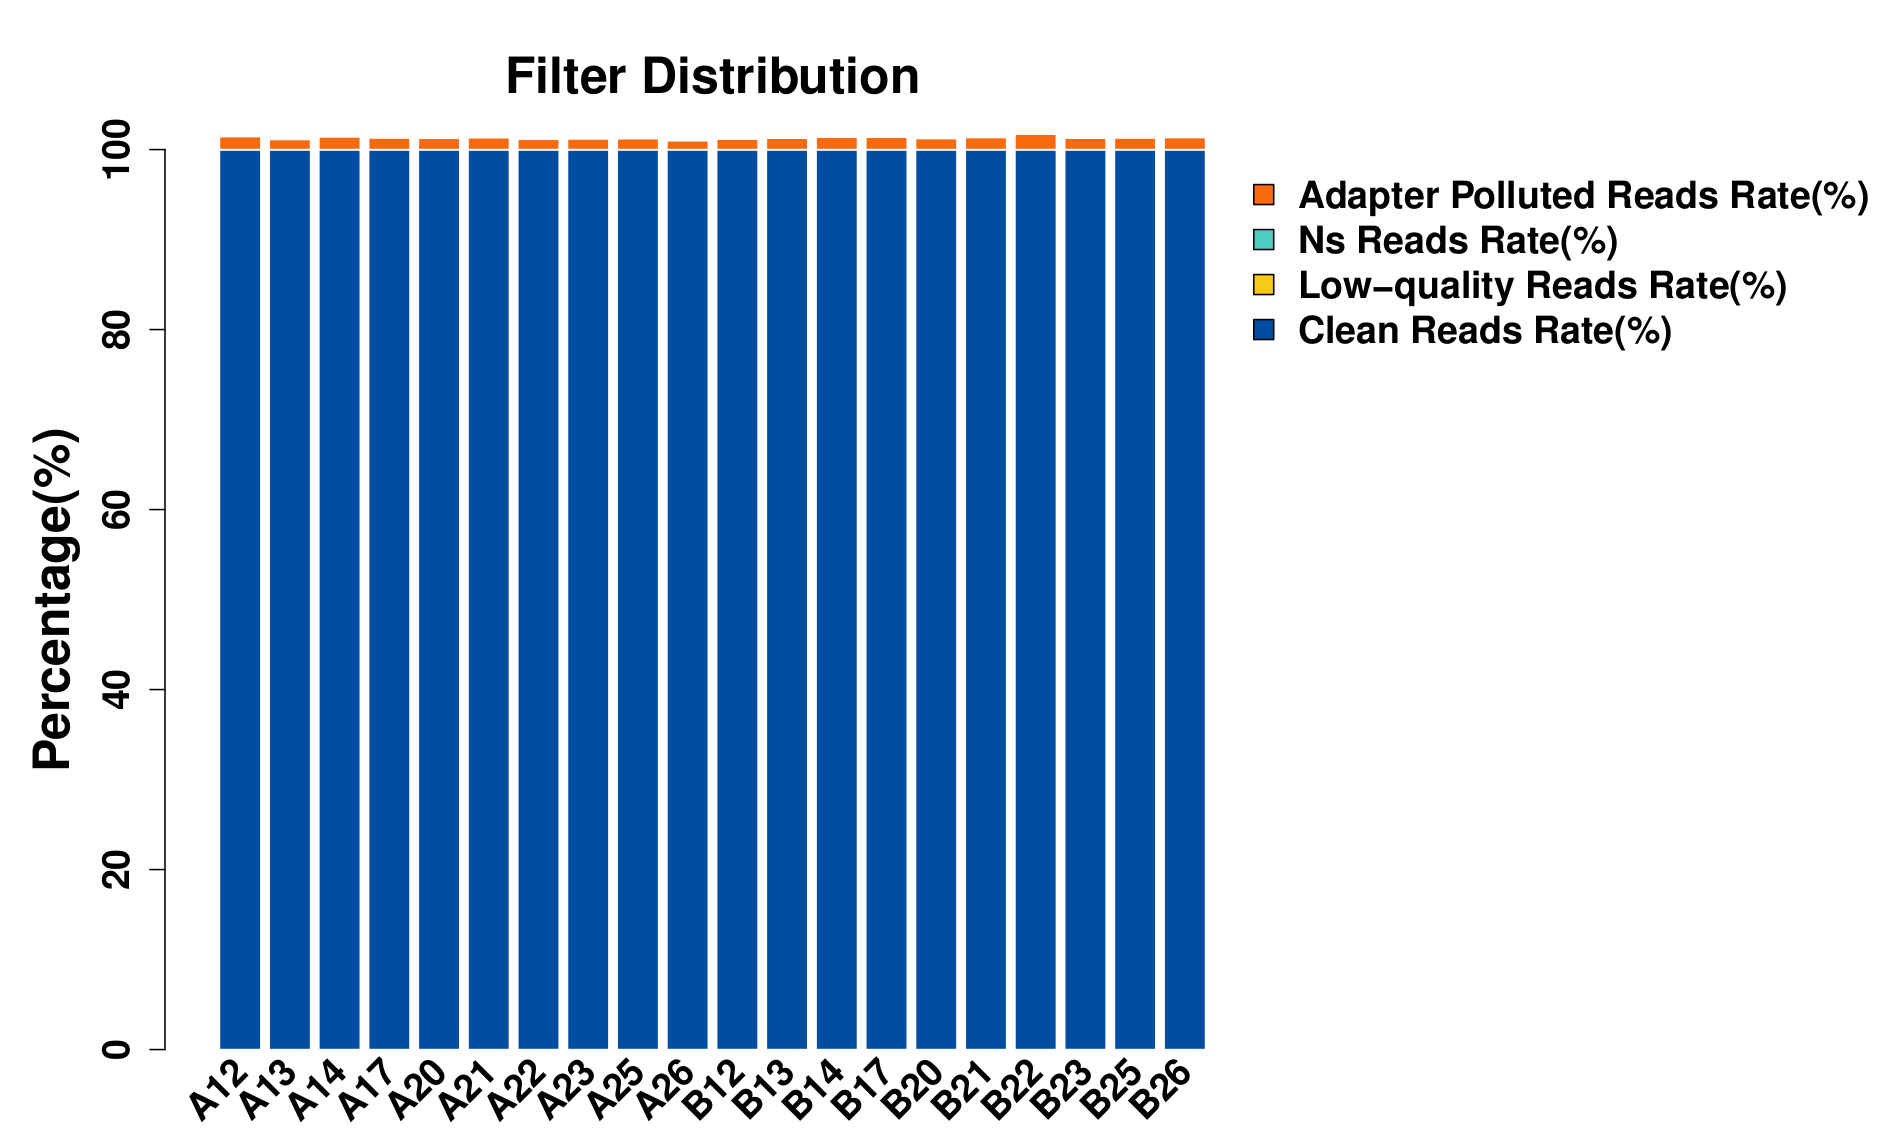 Filter Distribution
Percentage(%)
100
80
60
40
20
0
Adapter Polluted Reads Rate(%)
Ns Reads Rate(%)
Low−quality Reads Rate(%)
Clean Reads Rate(%)
A12 A13 A14 A17 A20 A21 A22 A23 A25 A26 B12 B13 B14 B17 B20 B21 B22 B23 B25 B26